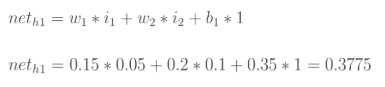 net_{h1} = w_1 * i_1 + w_2 * i_2 + b_1 * 1
net_{h1} = 0.15 * 0.05 + 0.2 * 0.1 + 0.35 * 1 = 0.3775